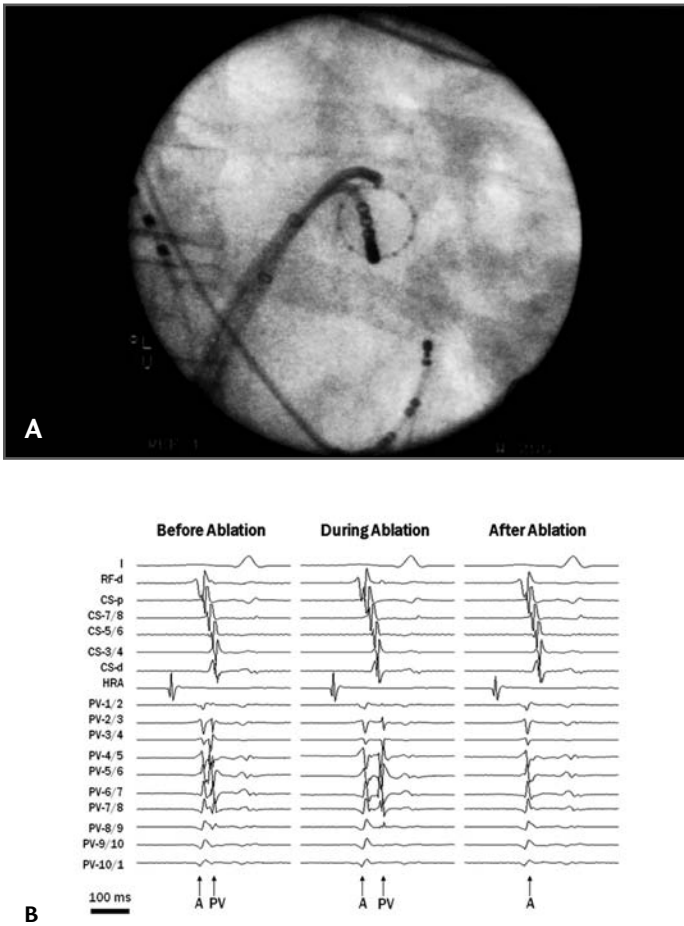 A
Before Ablation During Ablation After Ablation
I
RF-d
CS-p
CS-7/8
CS-5/6
CS-3/4
CS-d
HRA
PV-1/2
PV-2/3
PV-3/4
PV-4/5
PV-5/6
PV-6/7
PV-7/8
PV-8/9
PV-9/10
PV-10/1
100 ms A PV A PV A
B